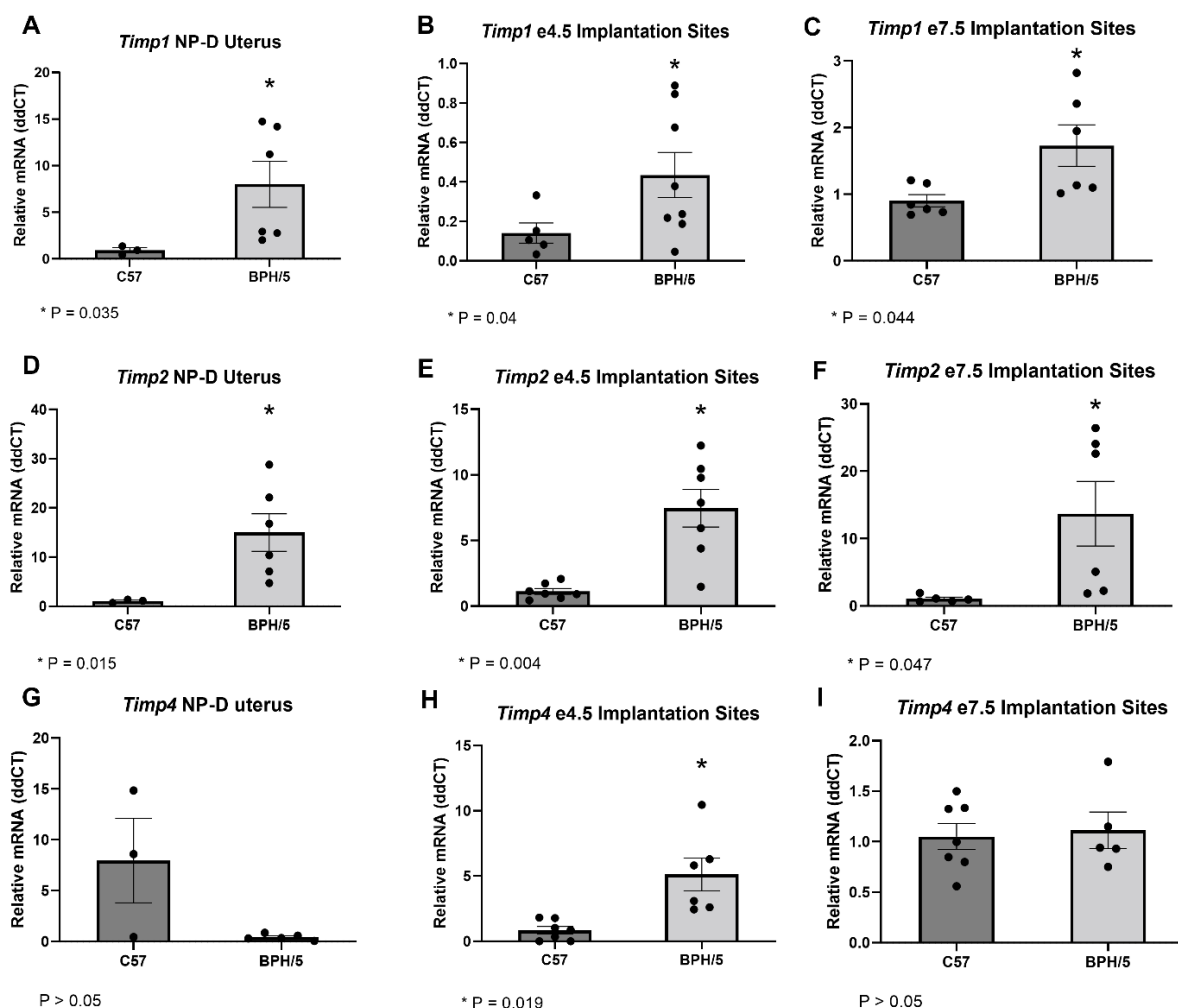 A
Timp1 NP-D Uterus
Relative mRNA (ddCT)
20
15
10
5
0
*
C57
BPH/5
* P = 0.035
B
Timp1 e4.5 Implantation Sites
Relative mRNA (ddCT)
1.0
0.8
0.6
0.4
0.2
0.0
*
C57
BPH/5
* P = 0.04
C
Timp1 e7.5 Implantation Sites
Relative mRNA (ddCT)
3
2
1
0
*
C57
BPH/5
* P = 0.044
D
Timp2 NP-D Uterus
Relative mRNA (ddCT)
40
30
20
10
0
*
C57
BPH/5
* P = 0.015
E
Timp2 e4.5 Implantation Sites
Relative mRNA (ddCT)
15
10
5
0
*
C57
BPH/5
* P = 0.004
F
Timp2 e7.5 Implantation Sites
Relative mRNA (ddCT)
30
20
10
0
*
C57
BPH/5
* P = 0.047
G
Timp4 NP-D uterus
Relative mRNA (ddCT)
20
15
10
5
0
C57
BPH/5
P > 0.05
H
Timp4 e4.5 Implantation Sites
Relative mRNA (ddCT)
15
10
5
0
*
C57
BPH/5
* P = 0.019
I
Timp4 e7.5 Implantation Sites
Relative mRNA (ddCT)
2.0
1.5
1.0
0.5
0.0
C57
BPH/5
P > 0.05